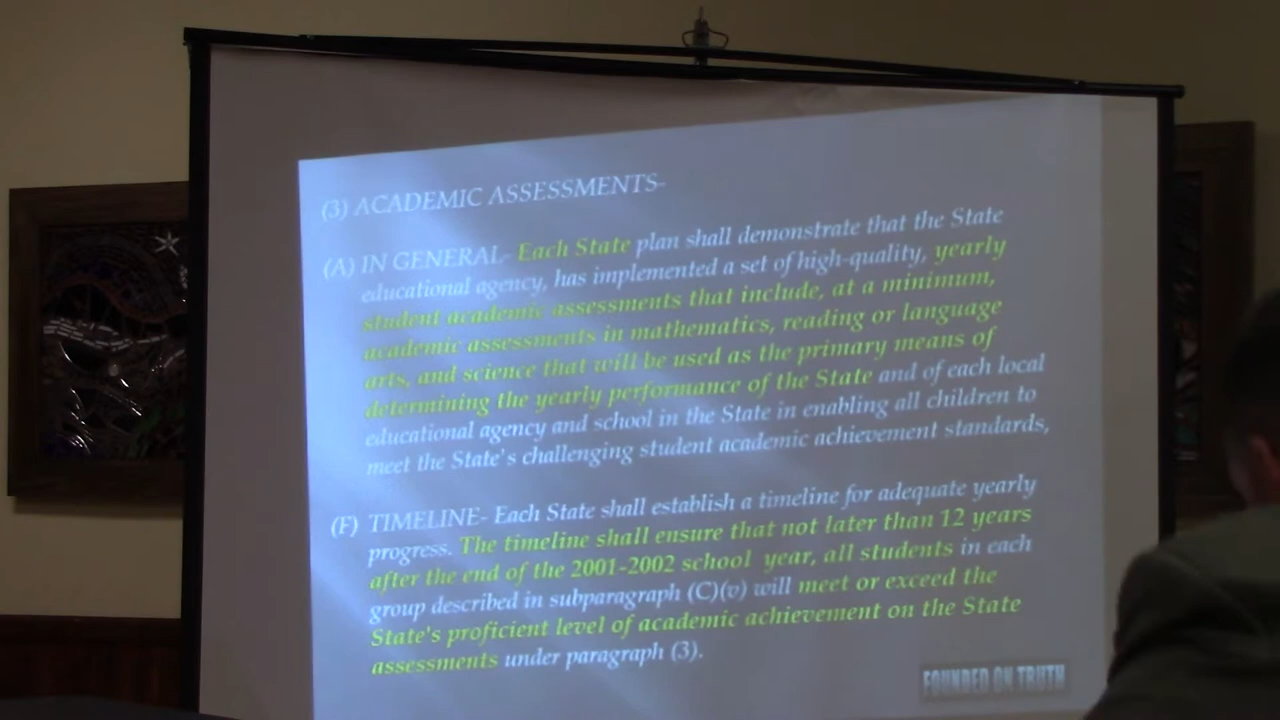 (3) ACADEMIC ASSESSMENTS-
(A) IN GENERAL- Each State plan shall demonstrate that the State
educational agency, has implemented a set of high-quality, yearly
student academic assessments that include, at a minimum,
academic assessments in mathematics, reading or language
arts, and science that will be used as the primary means of
determining the yearly performance of the State and of each local
educational agency and school in the State in enabling all children to
meet the State's challenging student academic achievement standards,
(F) TIMELINE- Each State shall establish a timeline for adequate yearly
progress. The timeline shall ensure that not later than 12 years
after the end of the 2001-2002 school year, all students in each
group described in subparagraph (C)(v) will meet or exceed the
State's proficient level of academic achievement on the State
assessments under paragraph (3).
FOUNDED ON TRUTH